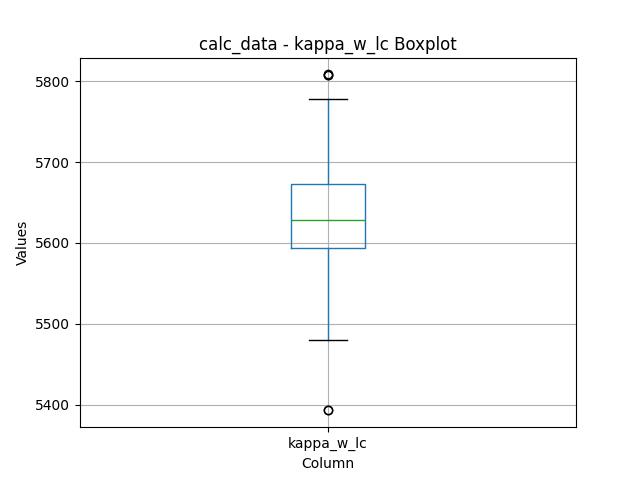 calc_data - kappa_w_lc Boxplot
5800
5700
5600
5500
5400
Values
kappa_w_lc
Column